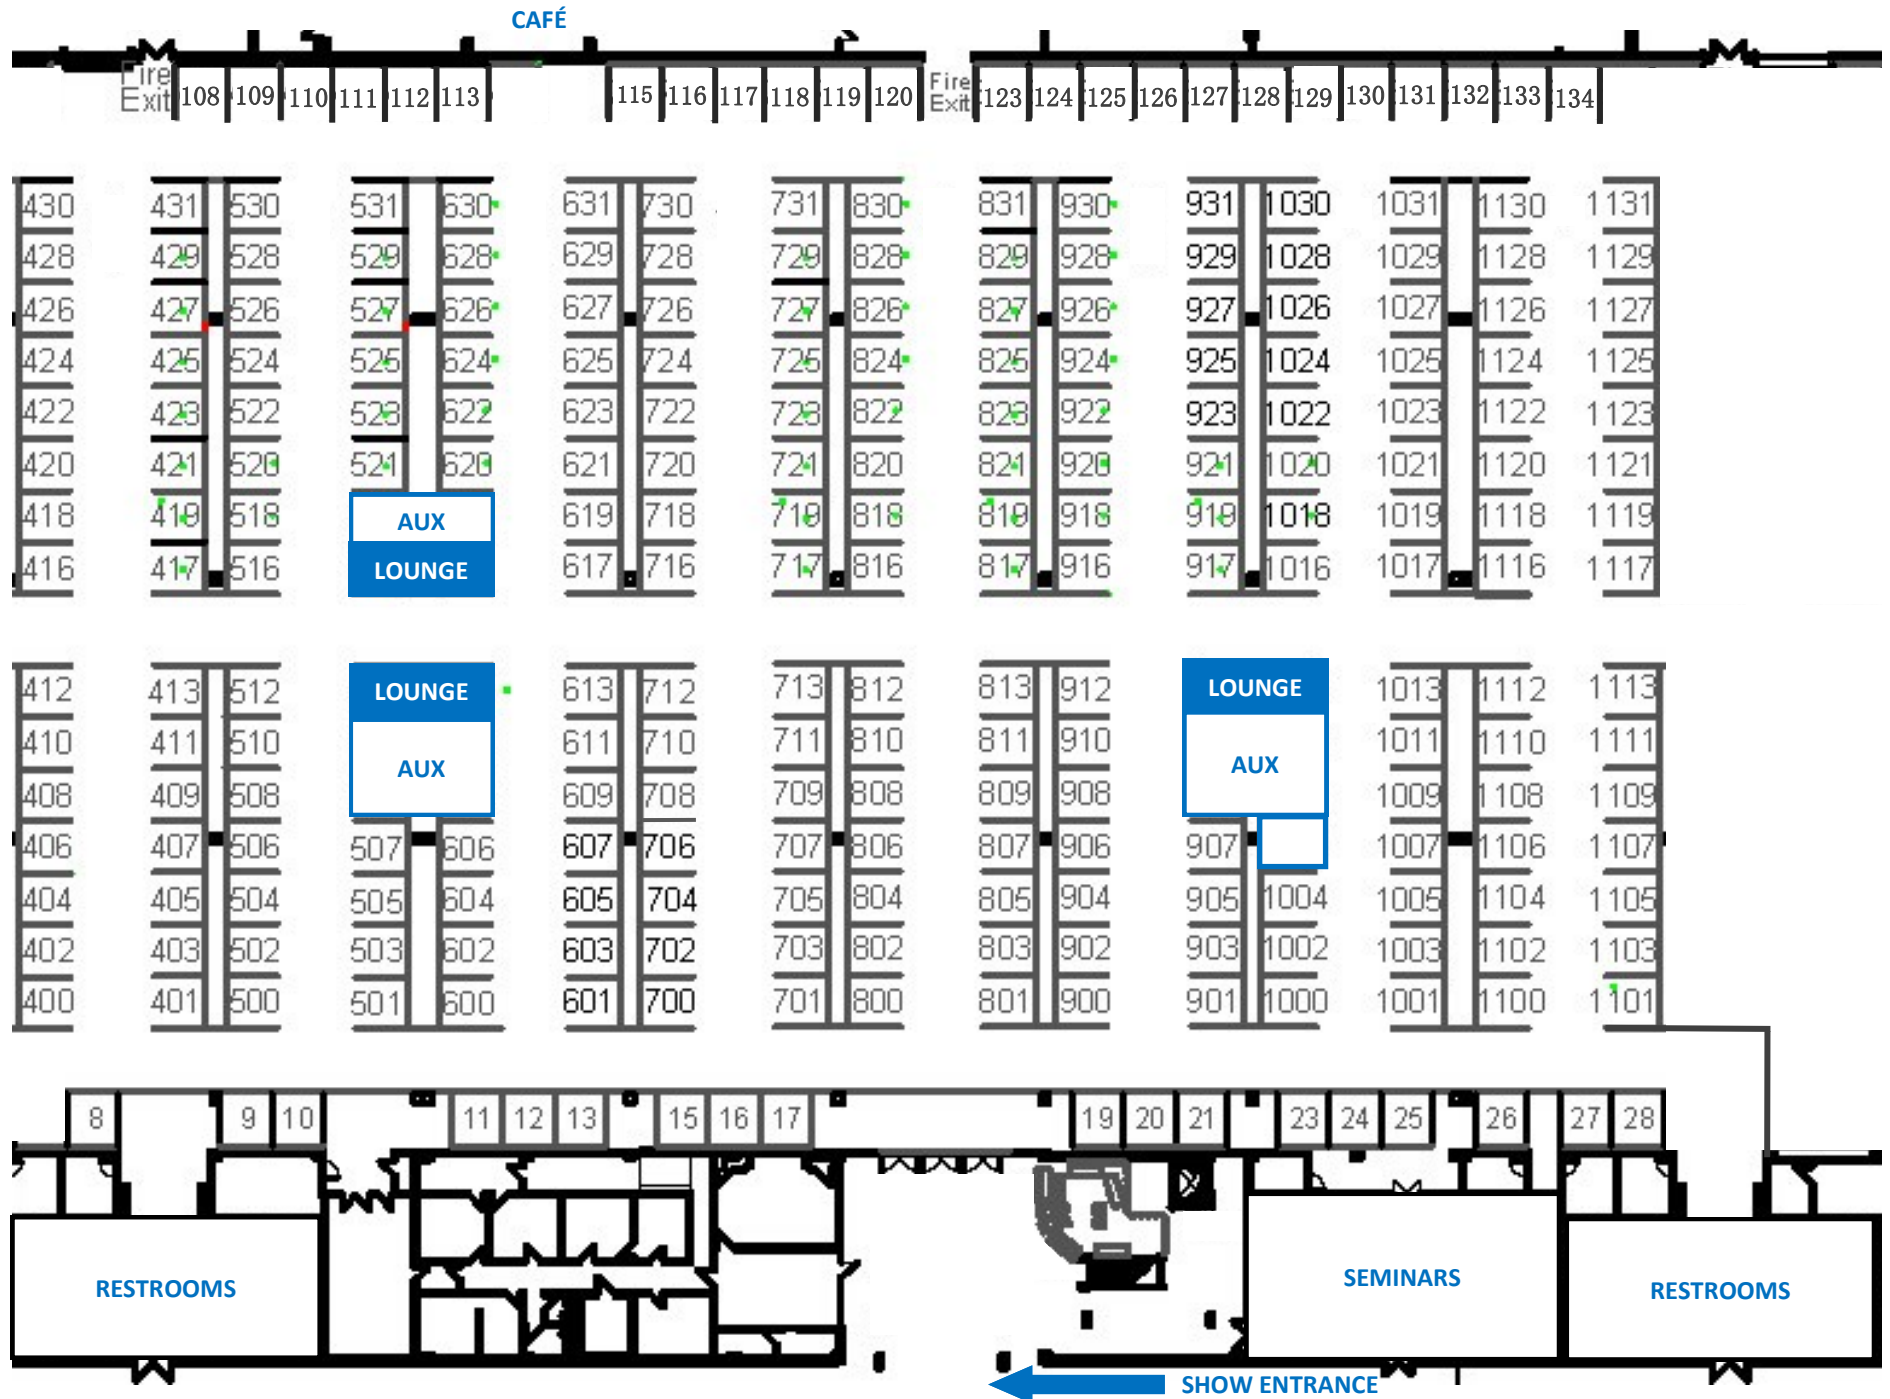 CAFÉ
Fire
Exit 108 109 110 111 112 113 115 116 117 118 119 120 Fire
Exit 123 124 125 126 127 128 129 130 131 132 133 134
430 431 530 531 630 631 730 731 830 831 930 931 1030 1031 1130 1131
428 429 528 529 628 629 728 729 828 829 928 929 1028 1029 1128 1129
426 427 526 527 626 627 726 727 826 827 926 927 1026 1027 1126 1127
424 425 524 525 624 625 724 725 824 825 924 925 1024 1025 1124 1125
422 423 522 523 622 623 722 723 822 823 922 923 1022 1023 1122 1123
420 421 520 521 620 621 720 721 820 821 920 921 1020 1021 1120 1121
418 419 518 AUX 619 718 719 818 819 918 919 1018 1019 1118 1119
416 417 516 LOUNGE 617 716 717 816 817 916 917 1016 1017 1116 1117
412 413 512 LOUNGE 613 712 713 812 813 912 LOUNGE 1013 1112 1113
410 411 510 AUX 611 710 711 810 811 910 AUX 1011 1110 1111
408 409 508 609 708 709 808 809 908 1009 1108 1109
406 407 506 507 606 607 706 707 806 807 906 907 1007 1106 1107
404 405 504 505 604 605 704 705 804 805 904 905 1004 1005 1104 1105
402 403 502 503 602 603 702 703 802 803 902 903 1002 1003 1102 1103
400 401 500 501 600 601 700 701 800 801 900 901 1000 1001 1100 1101
8 9 10 11 12 13 15 16 17 19 20 21 23 24 25 26 27 28
RESTROOMS SEMINARS RESTROOMS
SHOW ENTRANCE